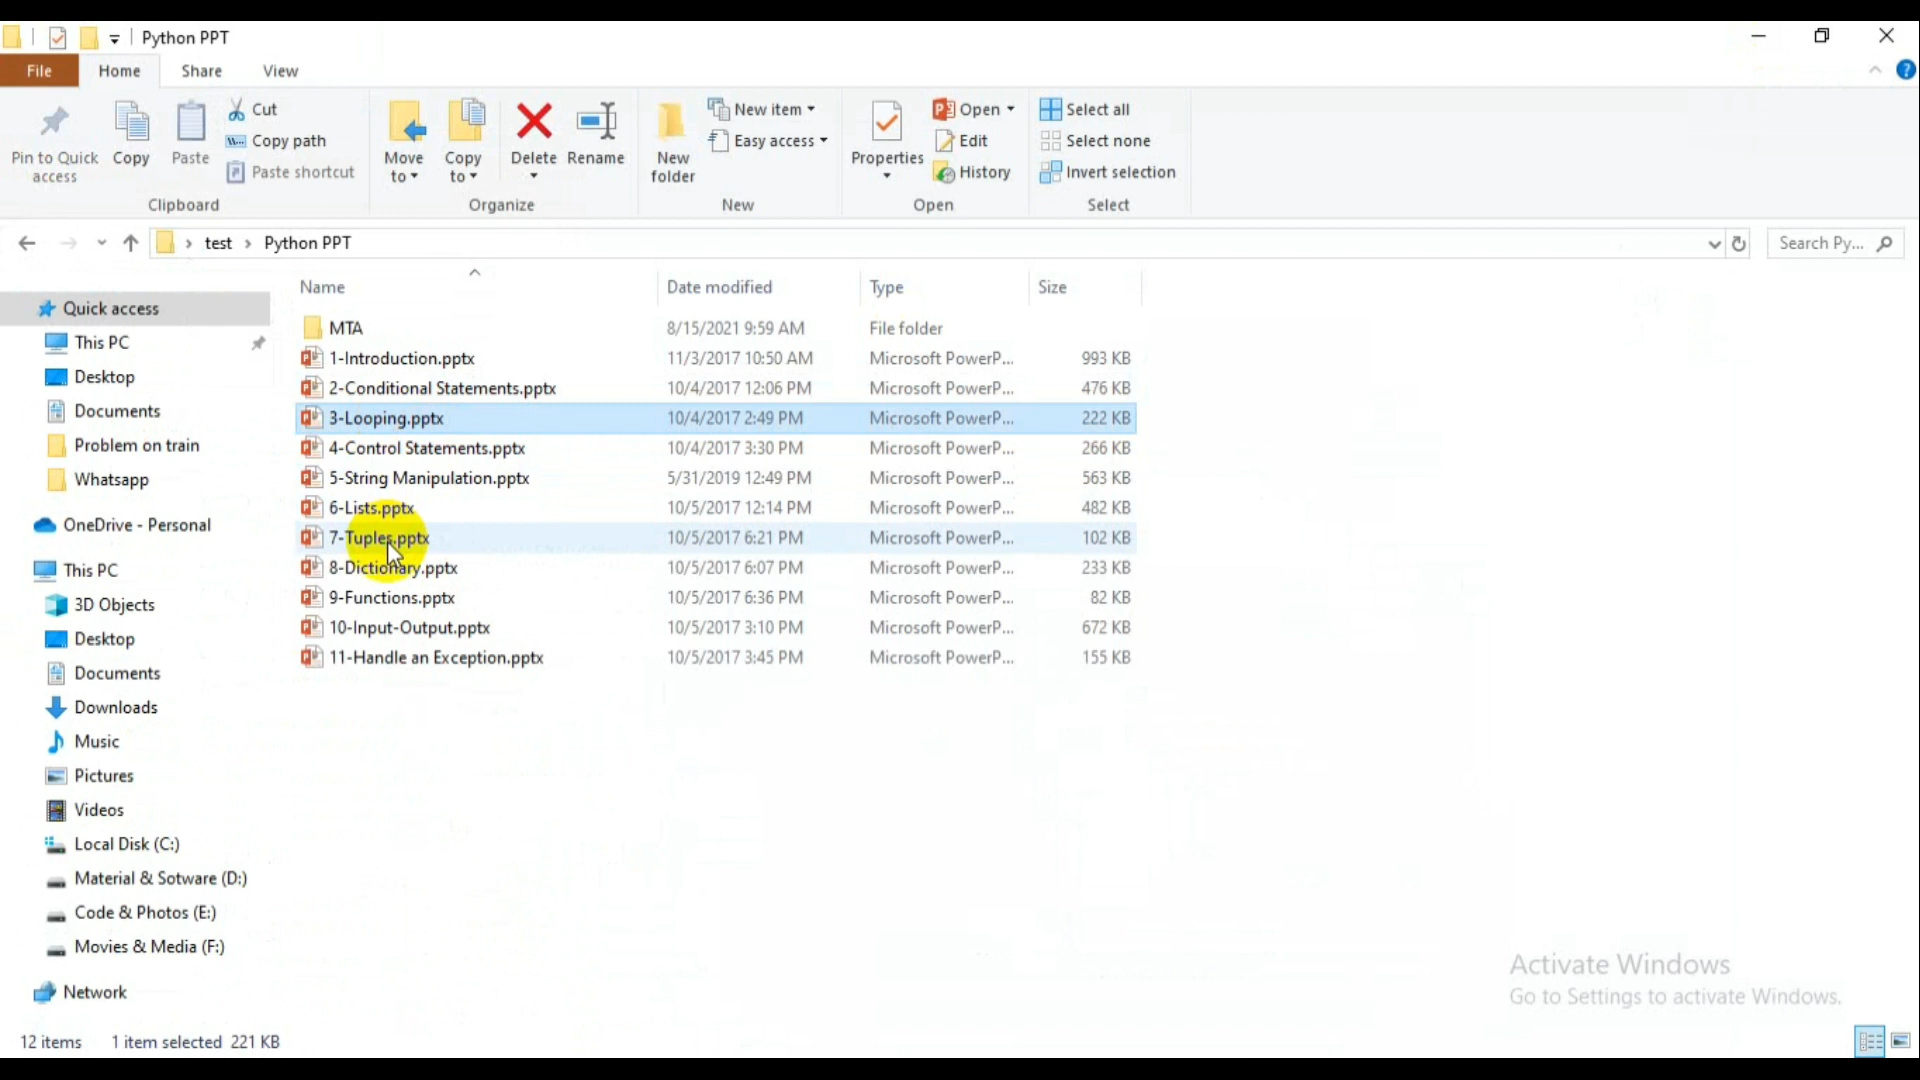 Python PPT
File Home Share View
Pin to Quick access
Copy
Paste
Cut
Copy path
Paste shortcut
Clipboard
Move to
Copy to
Delete
Rename
Organize
New folder
New item
Easy access
New
Properties
Open
Edit
History
Open
Select all
Select none
Invert selection
Select
test Python PPT
Search Py...
Name Date modified Type Size
MTA 8/15/2021 9:59 AM File folder
1-Introduction.pptx 11/3/2017 10:50 AM Microsoft PowerP... 993 KB
2-Conditional Statements.pptx 10/4/2017 12:06 PM Microsoft PowerP... 476 KB
3-Looping.pptx 10/4/2017 2:49 PM Microsoft PowerP... 222 KB
4-Control Statements.pptx 10/4/2017 3:30 PM Microsoft PowerP... 266 KB
5-String Manipulation.pptx 5/31/2019 12:49 PM Microsoft PowerP... 563 KB
6-Lists.pptx 10/5/2017 12:14 PM Microsoft PowerP... 482 KB
7-Tuples.pptx 10/5/2017 6:21 PM Microsoft PowerP... 102 KB
8-Dictionary.pptx 10/5/2017 6:07 PM Microsoft PowerP... 233 KB
9-Functions.pptx 10/5/2017 6:36 PM Microsoft PowerP... 82 KB
10-Input-Output.pptx 10/5/2017 3:10 PM Microsoft PowerP... 672 KB
11-Handle an Exception.pptx 10/5/2017 3:45 PM Microsoft PowerP... 155 KB
Quick access
This PC
Desktop
Documents
Problem on train
Whatsapp
OneDrive - Personal
This PC
3D Objects
Desktop
Documents
Downloads
Music
Pictures
Videos
Local Disk (C:)
Material & Sotware (D:)
Code & Photos (E:)
Movies & Media (F:)
Network
Activate Windows
Go to Settings to activate Windows.
12 items 1 item selected 221 KB